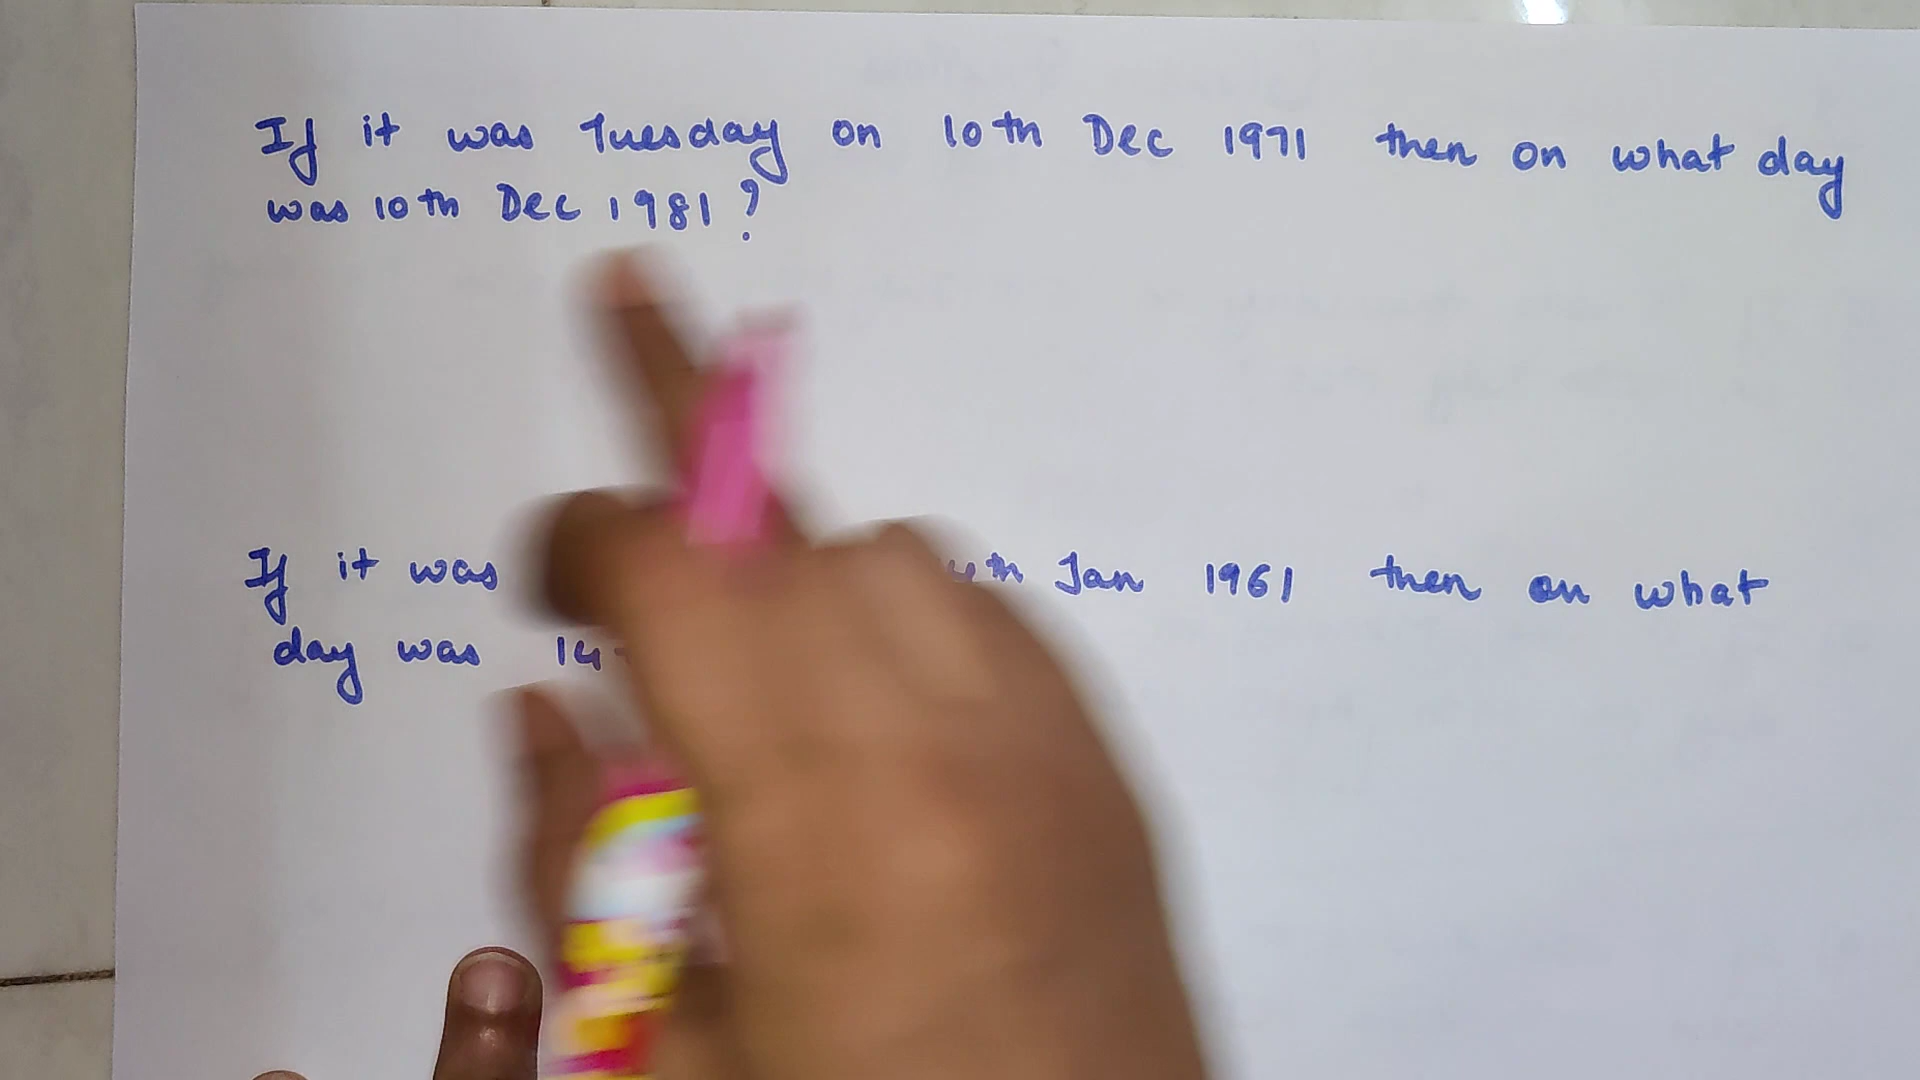 If it was Tuesday on 10th Dec 1971 then on what day
was 10th Dec 1981?
If it was Jan 1961 then on what
day was 14